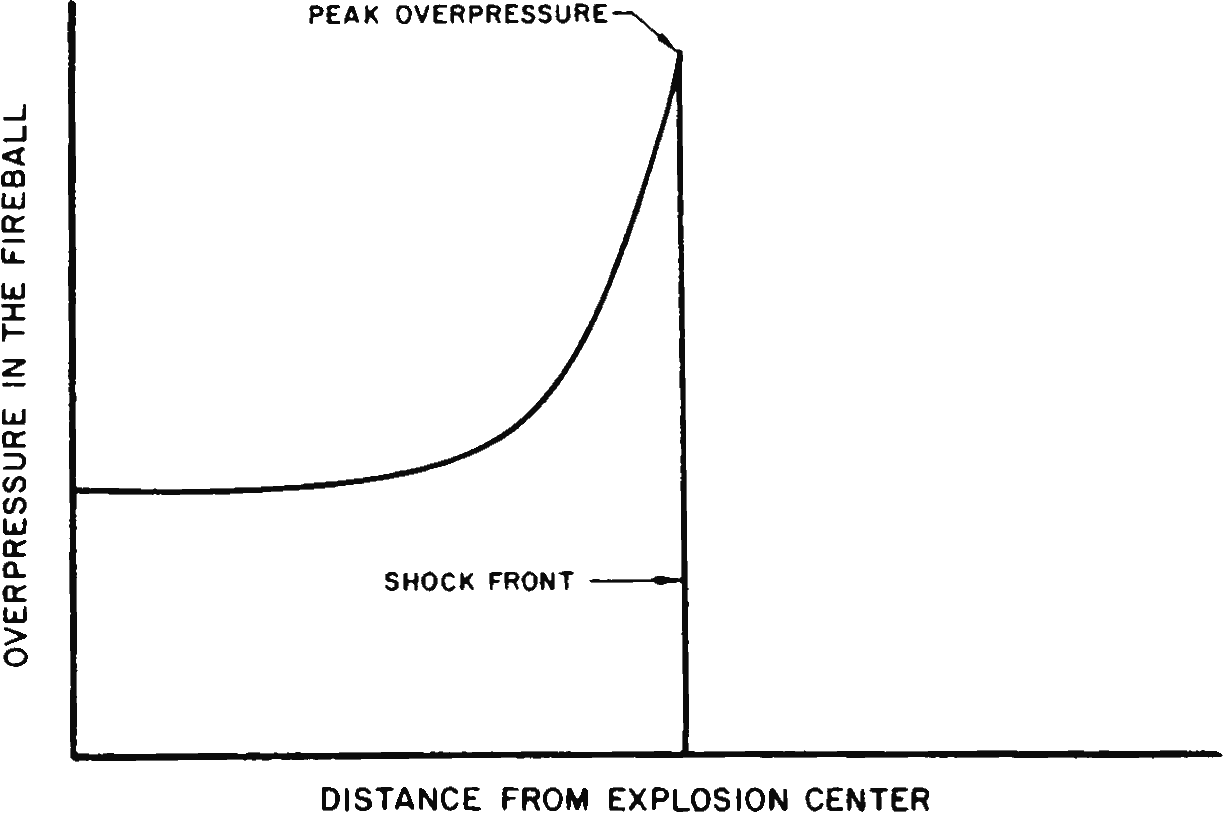 PEAK OVERPRESSURE
OVERPRESSURE IN THE FIREBALL
SHOCK FRONT
DISTANCE FROM EXPLOSION CENTER